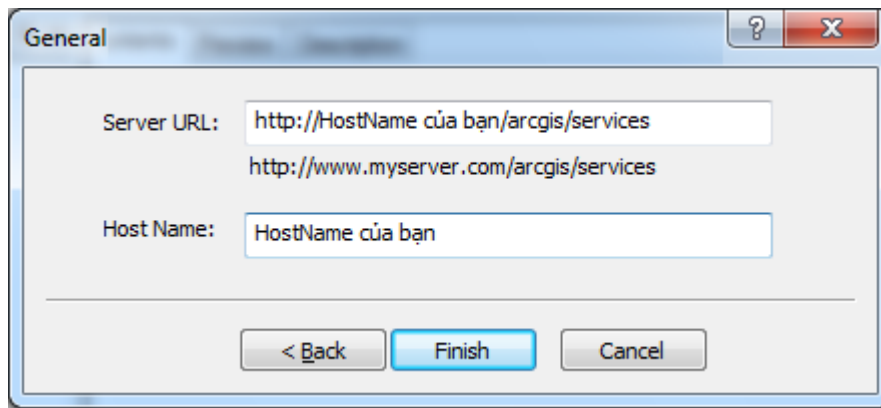 General
Server URL: http://HostName của bạn/arcgis/services
http://www.myserver.com/arcgis/services
Host Name: HostName của bạn
< Back Finish Cancel